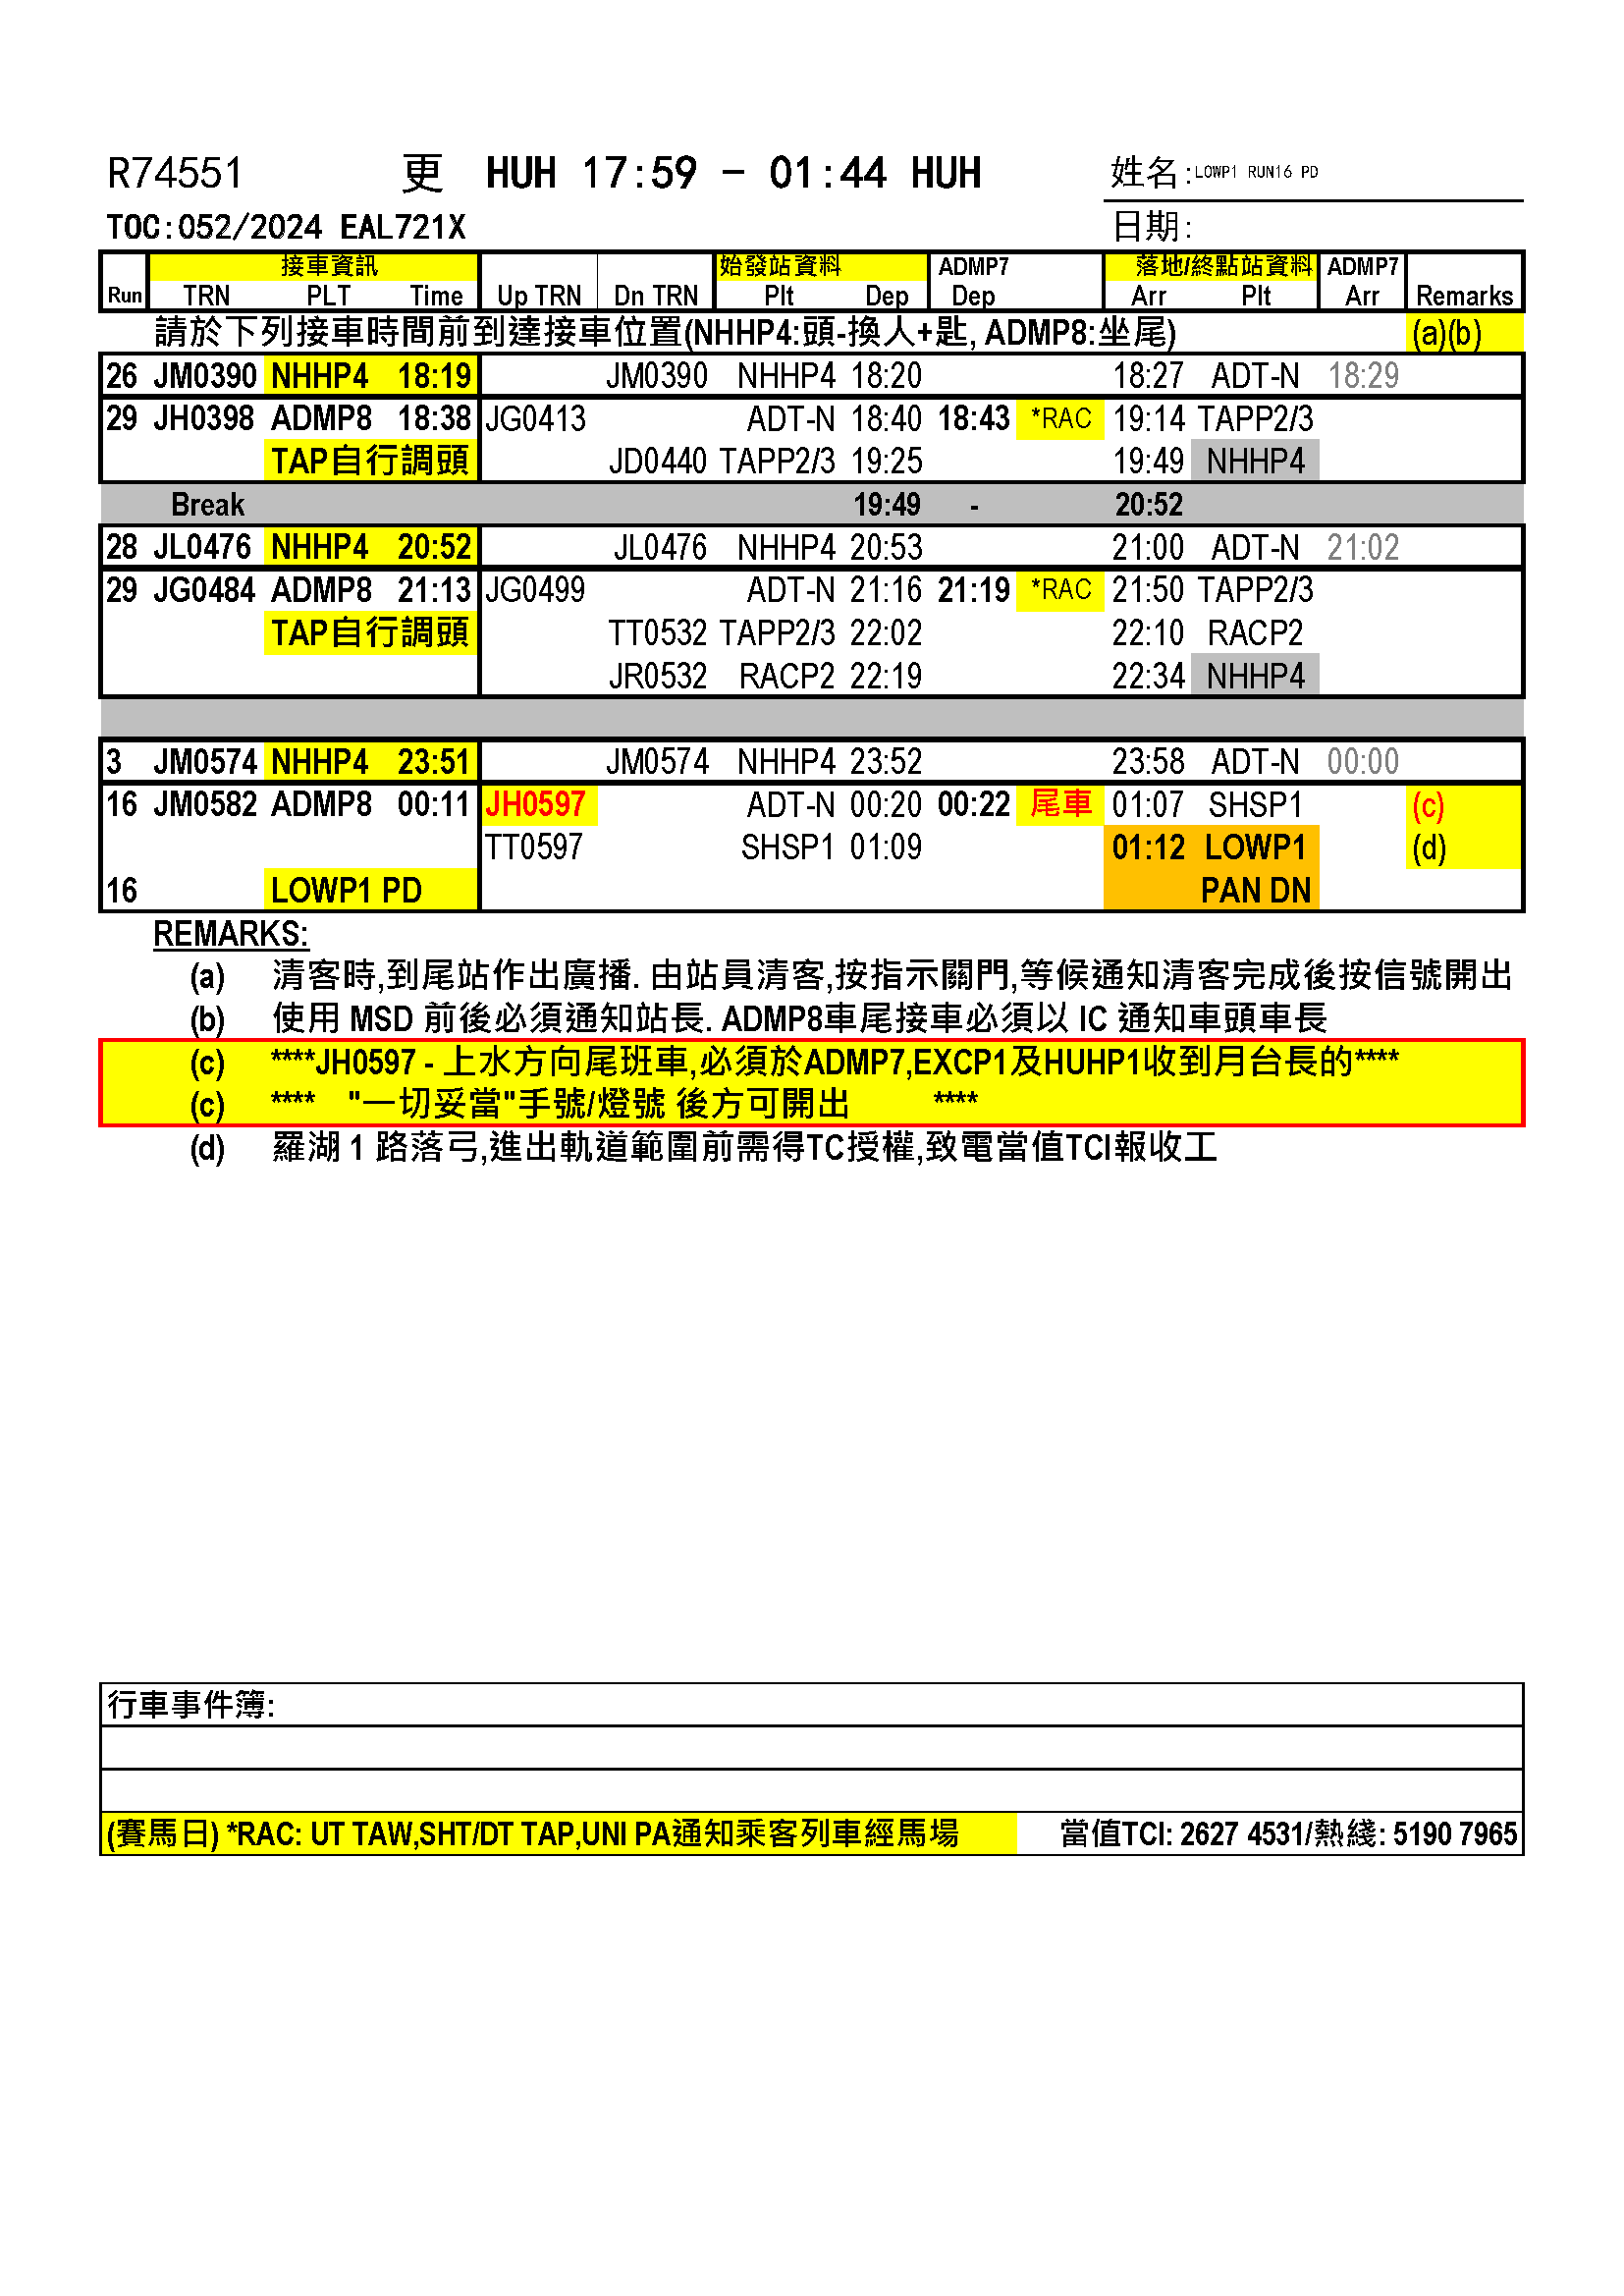 R74551 更 HUH 17:59 - 01:44 HUH 姓名:LOWP1 RUN16 PD
TOC:052/2024 EAL721X 日期:
接車資訊 始發站資料 ADMP7 落地/終點站資料 ADMP7
Run TRN PLT Time Up TRN Dn TRN Plt Dep Dep Arr Plt Arr Remarks
請於下列接車時間前到達接車位置(NHHP4:頭-換人+匙, ADMP8:坐尾) (a)(b)
26 JM0390 NHHP4 18:19 JM0390 NHHP4 18:20 18:27 ADT-N 18:29
29 JH0398 ADMP8 18:38 JG0413 ADT-N 18:40 18:43 *RAC 19:14 TAPP2/3
TAP自行調頭 JD0440 TAPP2/3 19:25 19:49 NHHP4
Break 19:49 - 20:52
28 JL0476 NHHP4 20:52 JL0476 NHHP4 20:53 21:00 ADT-N 21:02
29 JG0484 ADMP8 21:13 JG0499 ADT-N 21:16 21:19 *RAC 21:50 TAPP2/3
TAP自行調頭 TT0532 TAPP2/3 22:02 22:10 RACP2
JR0532 RACP2 22:19 22:34 NHHP4
3 JM0574 NHHP4 23:51 JM0574 NHHP4 23:52 23:58 ADT-N 00:00
16 JM0582 ADMP8 00:11 JH0597 ADT-N 00:20 00:22 尾車 01:07 SHSP1 (c)
TT0597 SHSP1 01:09 01:12 LOWP1 (d)
16 LOWP1 PD PAN DN
REMARKS:
(a) 清客時,到尾站作出廣播. 由站員清客,按指示關門,等候通知清客完成後按信號開出
(b) 使用 MSD 前後必須通知站長. ADMP8車尾接車必須以 IC 通知車頭車長
(c) ****JH0597 - 上水方向尾班車,必須於ADMP7,EXCP1及HUHP1收到月台長的****
(c) **** "一切妥當"手號/燈號 後方可開出 ****
(d) 羅湖 1 路落弓,進出軌道範圍前需得TC授權,致電當值TCI報收工
行車事件簿:
(賽馬日) *RAC: UT TAW,SHT/DT TAP,UNI PA通知乘客列車經馬場 當值TCI: 2627 4531/熱綫: 5190 7965